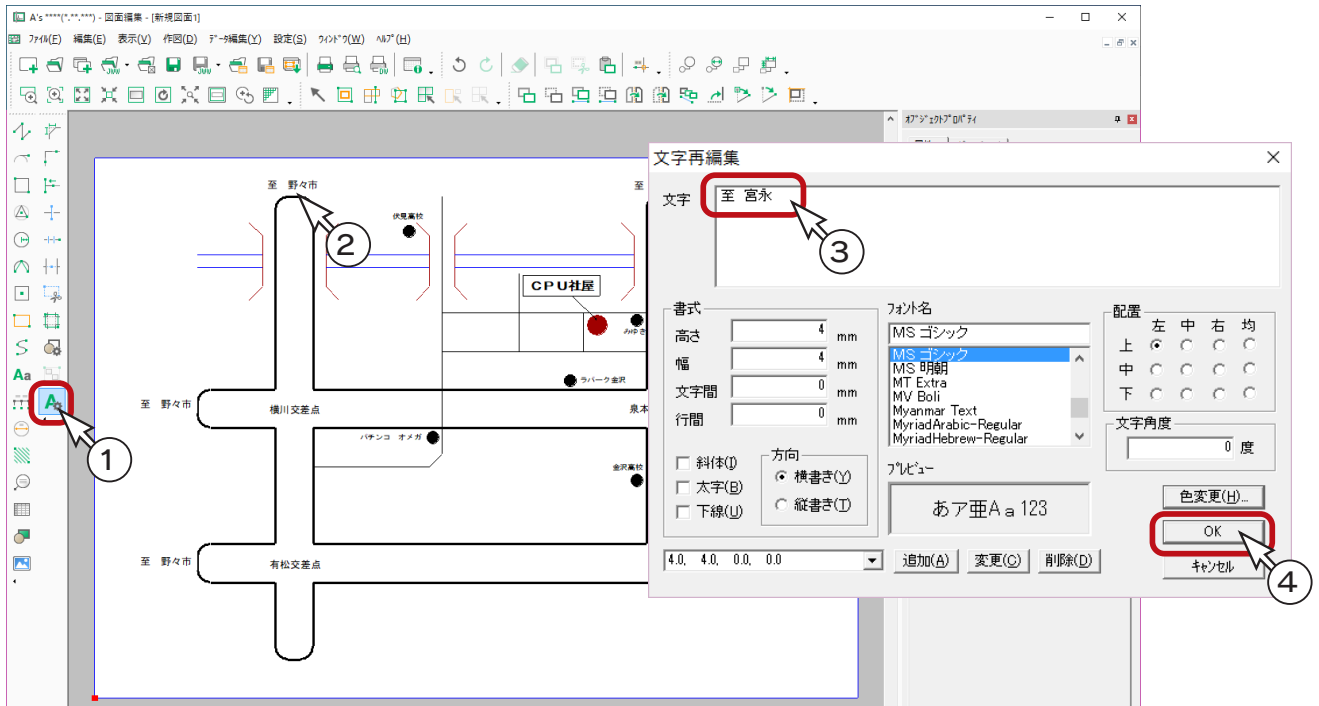 A's ****(*.**.***) - 図面編集 - [新規図面1]
ﾌｧｲﾙ(F) 編集(E) 表示(V) 作図(D) ﾃﾞｰﾀ編集(Y) 設定(S) ｳｨﾝﾄﾞｳ(W) ﾍﾙﾌﾟ(H)
JWW
JWW
DV
ｵﾌﾞｼﾞｪｸﾄﾌﾟﾛﾊﾟﾃｨ
Aa
A
①
至 野々市
②
至
伏見高校
CPU社屋
みゆき
ラパーク金沢
至 野々市
横川交差点
泉本
パチンコ オメガ
金沢高校
至 野々市
有松交差点
文字再編集
文字
至 宮永
③
書式
高さ 4 mm
幅 4 mm
文字間 0 mm
行間 0 mm
斜体(I)
太字(B)
下線(U)
方向
横書き(Y)
縦書き(T)
4.0, 4.0, 0.0, 0.0
ﾌｫﾝﾄ名
MS ゴシック
MS ゴシック
MS 明朝
MT Extra
MV Boli
Myanmar Text
MyriadArabic-Regular
MyriadHebrew-Regular
ﾌﾟﾚﾋﾞｭｰ
あア亜Aａ123
追加(A) 変更(C) 削除(D)
配置
左 中 右 均
上
中
下
文字角度
0 度
色変更(H)...
OK
ｷｬﾝｾﾙ
④